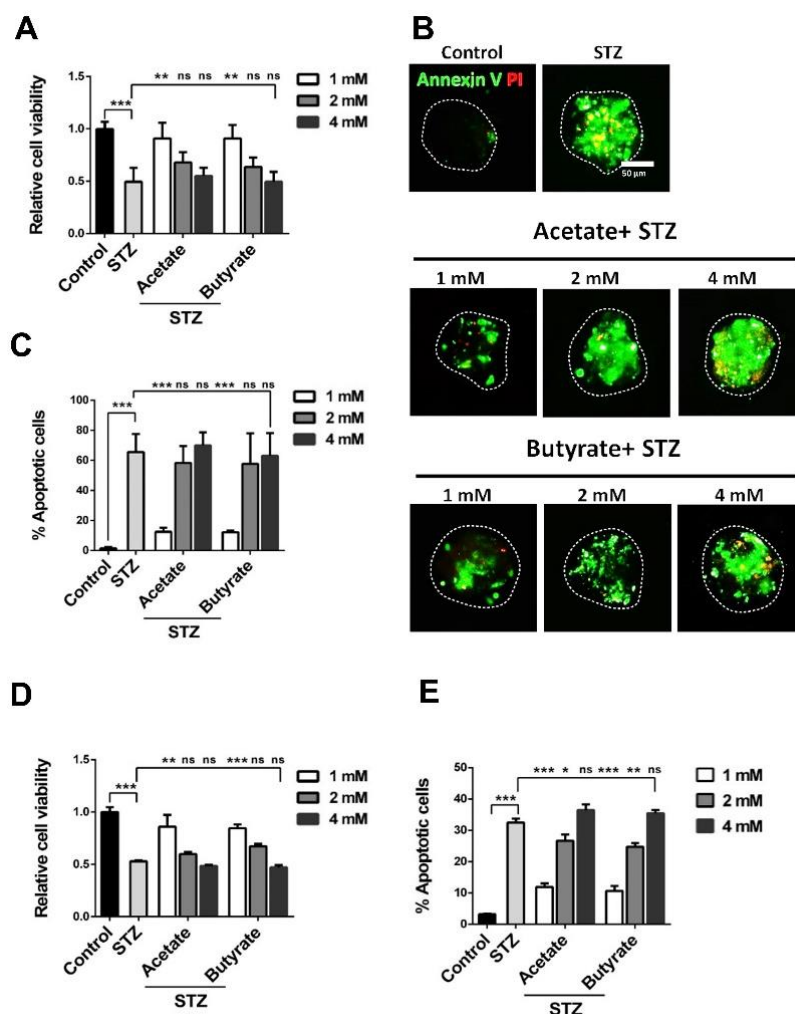 A
Relative cell viability
1.5
1.0
0.5
0.0
*** ** ns ns ** ns ns
1 mM
2 mM
4 mM
Control
STZ
Acetate
Butyrate
STZ
B
Control
STZ
Annexin V PI
50 µm
Acetate+ STZ
1 mM 2 mM 4 mM
Butyrate+ STZ
1 mM 2 mM 4 mM
C
% Apoptotic cells
100
80
60
40
20
0
*** *** ns ns *** ns ns
1 mM
2 mM
4 mM
Control
STZ
Acetate
Butyrate
STZ
D
Relative cell viability
1.5
1.0
0.5
0.0
*** ** ns ns *** ns ns
1 mM
2 mM
4 mM
Control
STZ
Acetate
Butyrate
STZ
E
% Apoptotic cells
50
40
30
20
10
0
*** *** * ns *** ** ns
1 mM
2 mM
4 mM
Control
STZ
Acetate
Butyrate
STZ